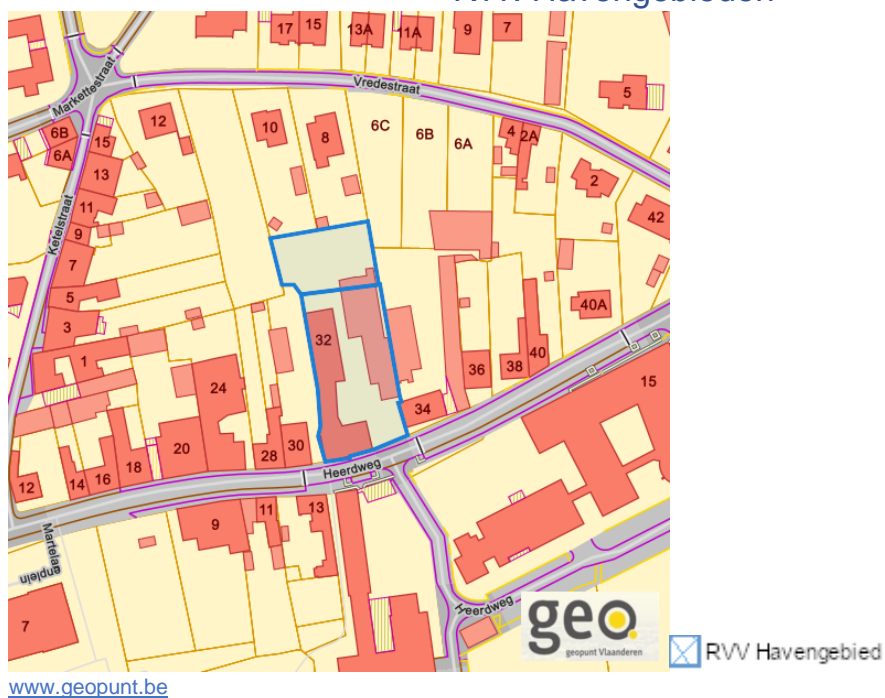 17 15 13A 11A 9 7
Vredestraat
5
Markettestraat
12 10 8 6C 6B 6A 4 2A
6B
6A
15
13
2
42
11
9
Ketelstraat
7
5
3
1
32
40A
24
36 38 40
15
34
20
28 30
18
12 14 16
Heerdweg
9 11 13
Martelaenplein
7
Heerdweg
geo
geopunt Vlaanderen
RVV Havengebied
www.geopunt.be